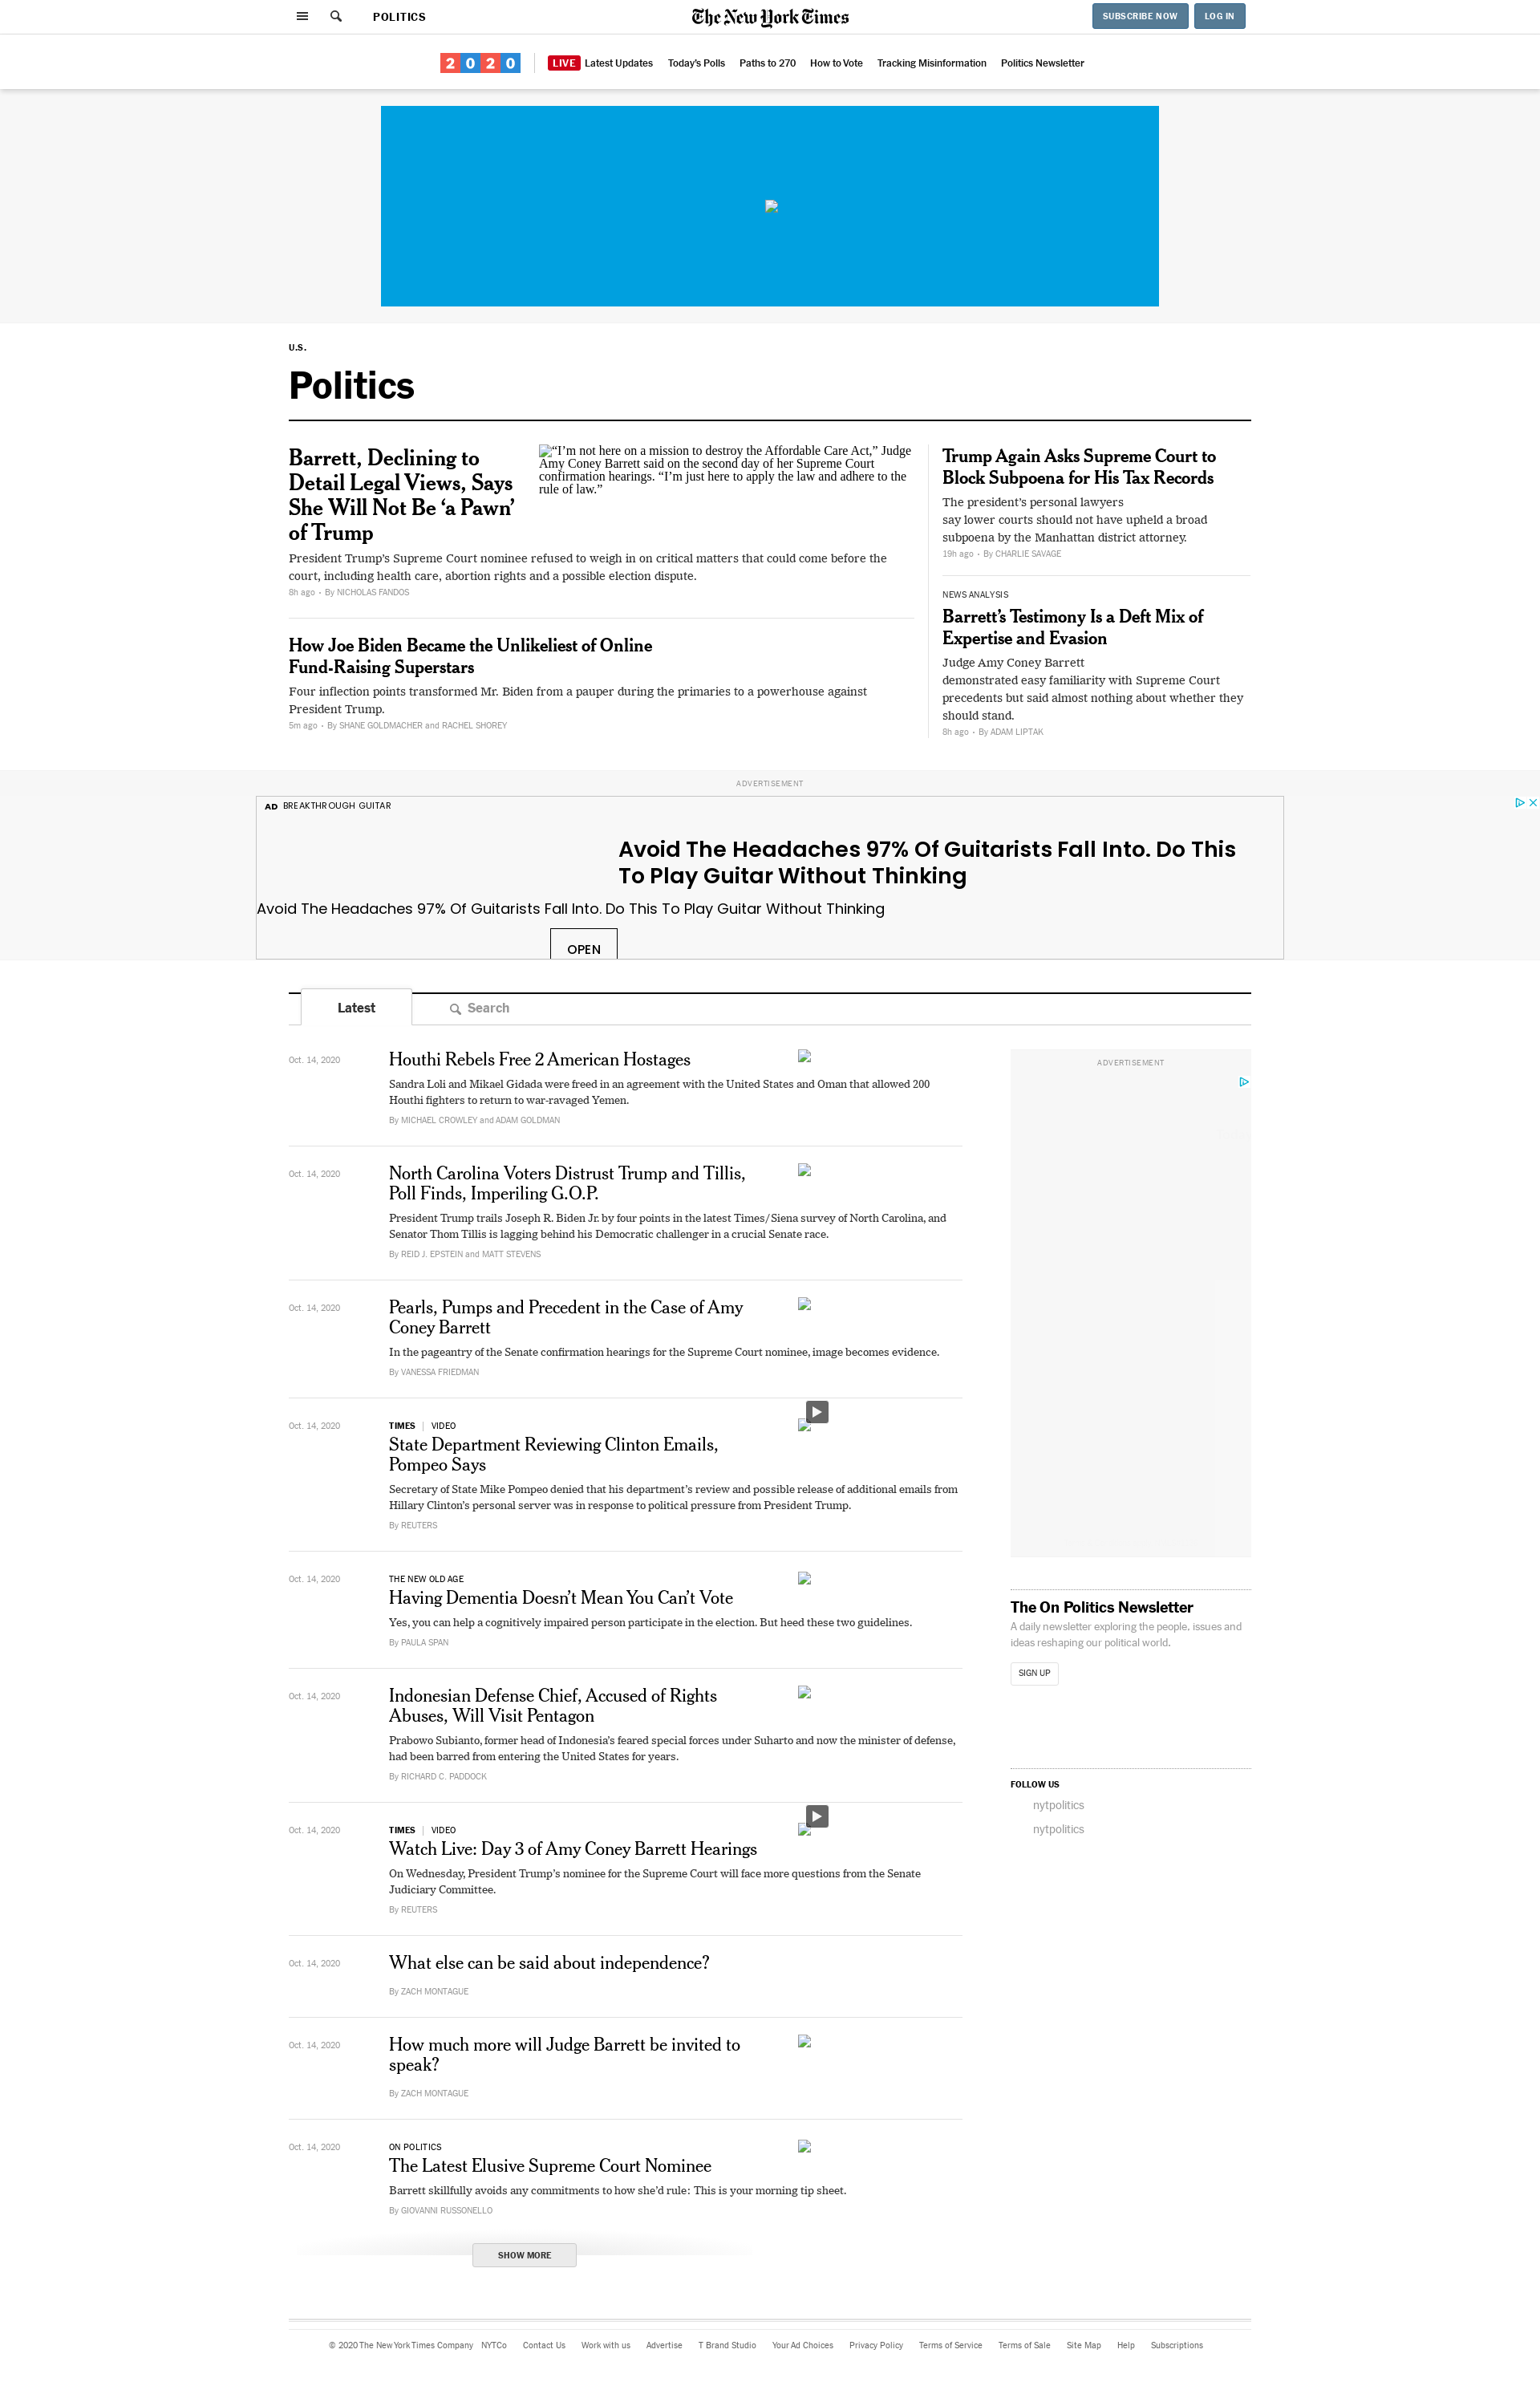 POLITICS
The New York Times
SUBSCRIBE NOW
LOG IN
2020
LIVE Latest Updates
Today's Polls
Paths to 270
How to Vote
Tracking Misinformation
Politics Newsletter
U.S.
Politics
Barrett, Declining to
Detail Legal Views, Says
She Will Not Be ‘a Pawn’
of Trump
“I’m not here on a mission to destroy the Affordable Care Act,” Judge
Amy Coney Barrett said on the second day of her Supreme Court
confirmation hearings. “I’m just here to apply the law and adhere to the
rule of law.”
President Trump’s Supreme Court nominee refused to weigh in on critical matters that could come before the
court, including health care, abortion rights and a possible election dispute.
8h ago • By NICHOLAS FANDOS
How Joe Biden Became the Unlikeliest of Online
Fund-Raising Superstars
Four inflection points transformed Mr. Biden from a pauper during the primaries to a powerhouse against
President Trump.
5m ago • By SHANE GOLDMACHER and RACHEL SHOREY
Trump Again Asks Supreme Court to
Block Subpoena for His Tax Records
The president’s personal lawyers
say lower courts should not have upheld a broad
subpoena by the Manhattan district attorney.
19h ago • By CHARLIE SAVAGE
NEWS ANALYSIS
Barrett’s Testimony Is a Deft Mix of
Expertise and Evasion
Judge Amy Coney Barrett
demonstrated easy familiarity with Supreme Court
precedents but said almost nothing about whether they
should stand.
8h ago • By ADAM LIPTAK
ADVERTISEMENT
AD BREAKTHROUGH GUITAR
Avoid The Headaches 97% Of Guitarists Fall Into. Do This
To Play Guitar Without Thinking
Avoid The Headaches 97% Of Guitarists Fall Into. Do This To Play Guitar Without Thinking
OPEN
Latest
Search
Oct. 14, 2020
Houthi Rebels Free 2 American Hostages
Sandra Loli and Mikael Gidada were freed in an agreement with the United States and Oman that allowed 200
Houthi fighters to return to war-ravaged Yemen.
By MICHAEL CROWLEY and ADAM GOLDMAN
Oct. 14, 2020
North Carolina Voters Distrust Trump and Tillis,
Poll Finds, Imperiling G.O.P.
President Trump trails Joseph R. Biden Jr. by four points in the latest Times/Siena survey of North Carolina, and
Senator Thom Tillis is lagging behind his Democratic challenger in a crucial Senate race.
By REID J. EPSTEIN and MATT STEVENS
Oct. 14, 2020
Pearls, Pumps and Precedent in the Case of Amy
Coney Barrett
In the pageantry of the Senate confirmation hearings for the Supreme Court nominee, image becomes evidence.
By VANESSA FRIEDMAN
Oct. 14, 2020
TIMES | VIDEO
State Department Reviewing Clinton Emails,
Pompeo Says
Secretary of State Mike Pompeo denied that his department’s review and possible release of additional emails from
Hillary Clinton’s personal server was in response to political pressure from President Trump.
By REUTERS
Oct. 14, 2020
THE NEW OLD AGE
Having Dementia Doesn’t Mean You Can’t Vote
Yes, you can help a cognitively impaired person participate in the election. But heed these two guidelines.
By PAULA SPAN
Oct. 14, 2020
Indonesian Defense Chief, Accused of Rights
Abuses, Will Visit Pentagon
Prabowo Subianto, former head of Indonesia’s feared special forces under Suharto and now the minister of defense,
had been barred from entering the United States for years.
By RICHARD C. PADDOCK
Oct. 14, 2020
TIMES | VIDEO
Watch Live: Day 3 of Amy Coney Barrett Hearings
On Wednesday, President Trump’s nominee for the Supreme Court will face more questions from the Senate
Judiciary Committee.
By REUTERS
Oct. 14, 2020
What else can be said about independence?
By ZACH MONTAGUE
Oct. 14, 2020
How much more will Judge Barrett be invited to
speak?
By ZACH MONTAGUE
Oct. 14, 2020
ON POLITICS
The Latest Elusive Supreme Court Nominee
Barrett skillfully avoids any commitments to how she’d rule: This is your morning tip sheet.
By GIOVANNI RUSSONELLO
SHOW MORE
ADVERTISEMENT
The On Politics Newsletter
A daily newsletter exploring the people, issues and
ideas reshaping our political world.
SIGN UP
FOLLOW US
nytpolitics
nytpolitics
© 2020 The New York Times Company NYTCo Contact Us Work with us Advertise T Brand Studio Your Ad Choices Privacy Policy Terms of Service Terms of Sale Site Map Help Subscriptions